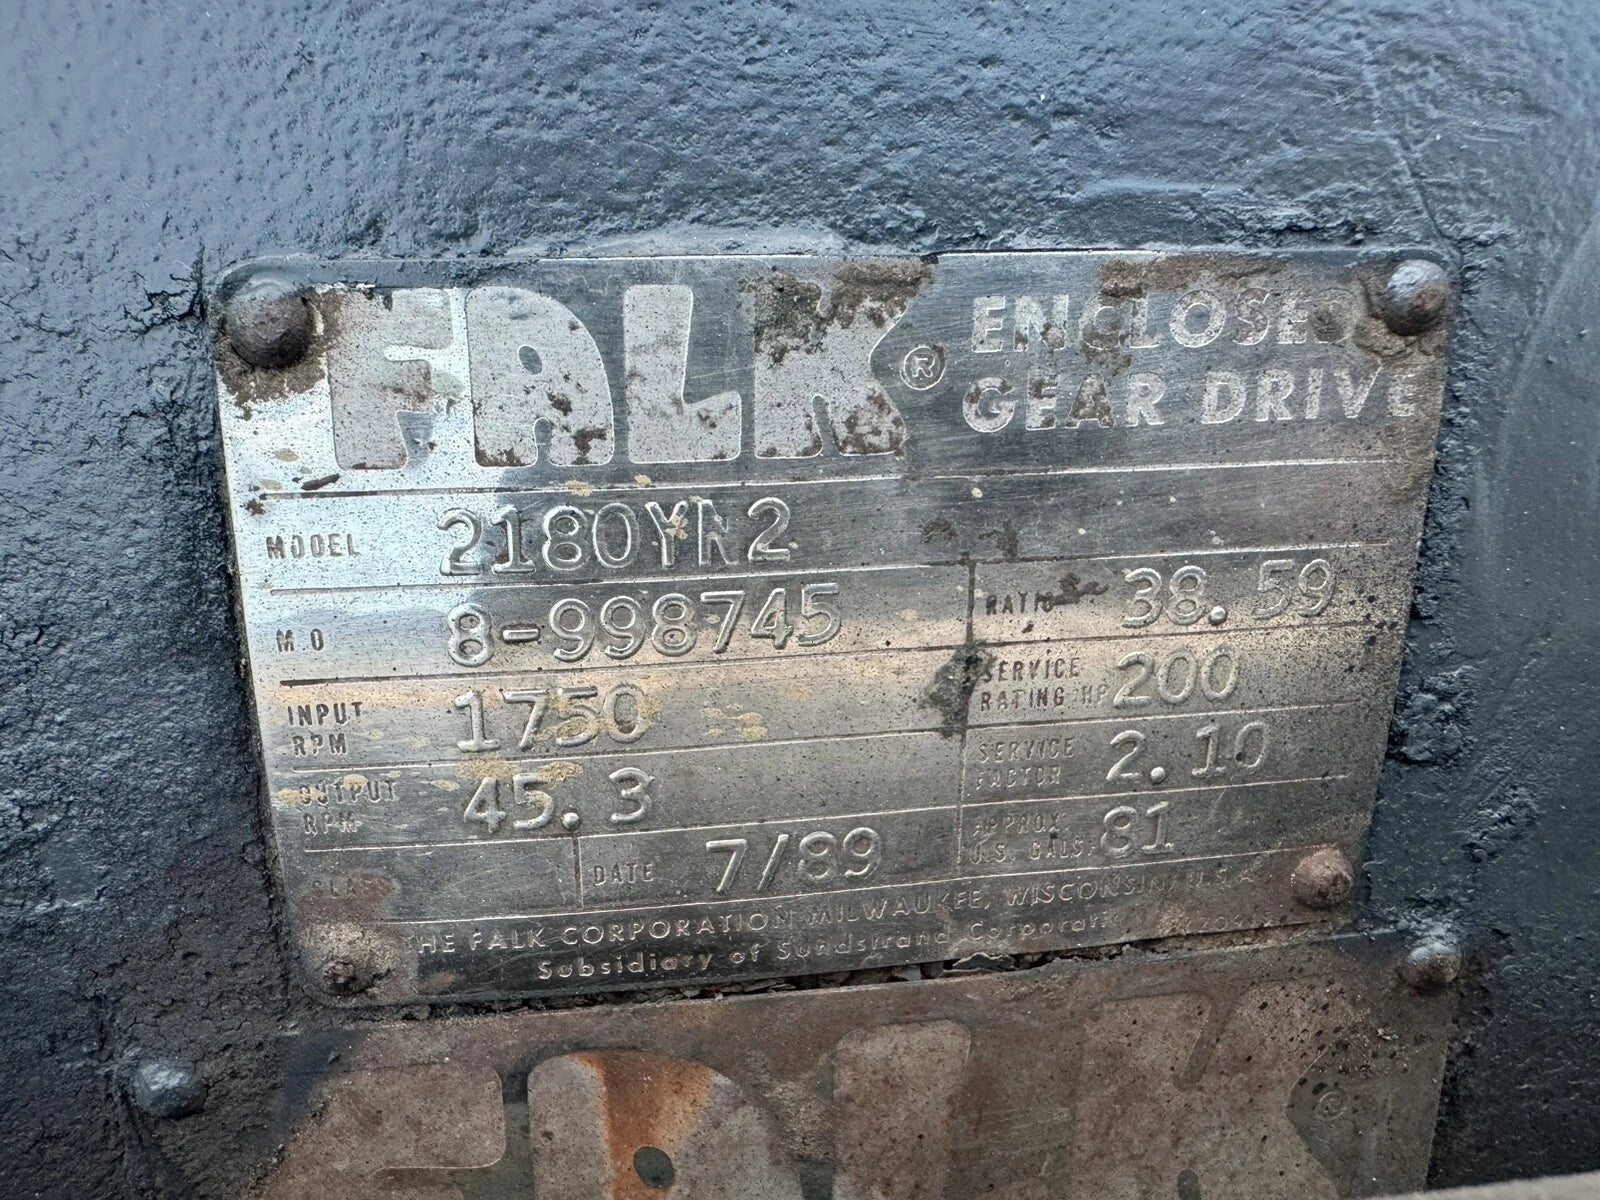 FALK® ENCLOSED
GEAR DRIVE
MODEL 2180YN2
M.O 8-998745
RATIO 38.59
INPUT RPM 1750
SERVICE RATING HP 200
OUTPUT RPM 45.3
SERVICE FACTOR 2.10
CLASS
DATE 7/89
APPROX. U.S. GALS. 81
THE FALK CORPORATION, MILWAUKEE, WISCONSIN, U.S.A.
Subsidiary of Sundstrand Corporation
FALK®